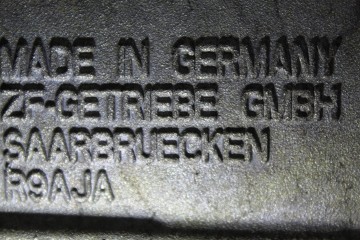 MADE IN GERMANY
ZF-GETRIEBE GMBH
SAARBRUECKEN
R9AJA